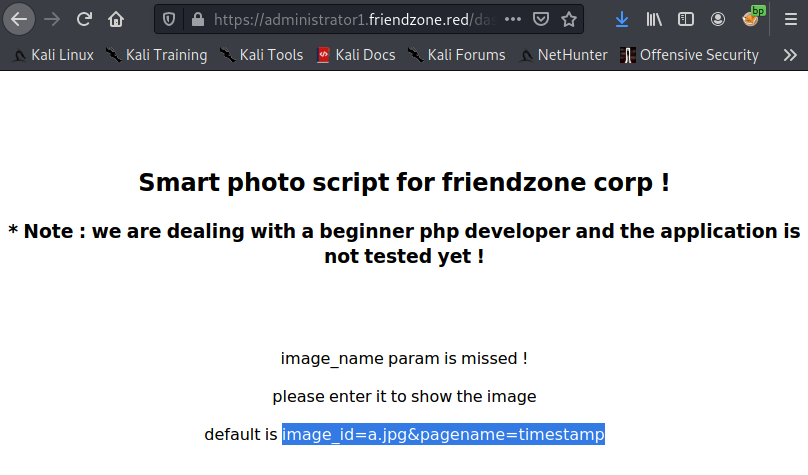 https://administrator1.friendzone.red/da
bp
Kali Linux Kali Training Kali Tools Kali Docs Kali Forums NetHunter Offensive Security
Smart photo script for friendzone corp !
* Note : we are dealing with a beginner php developer and the application is
not tested yet !
image_name param is missed !
please enter it to show the image
default is image_id=a.jpg&pagename=timestamp